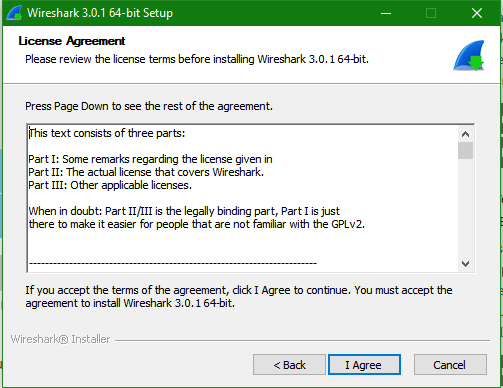 Wireshark 3.0.1 64-bit Setup
License Agreement
Please review the license terms before installing Wireshark 3.0.1 64-bit.
Press Page Down to see the rest of the agreement.
This text consists of three parts:
Part I: Some remarks regarding the license given in
Part II: The actual license that covers Wireshark.
Part III: Other applicable licenses.
When in doubt: Part II/III is the legally binding part, Part I is just
there to make it easier for people that are not familiar with the GPLv2.
-------------------------------------------------------------------------------
If you accept the terms of the agreement, click I Agree to continue. You must accept the
agreement to install Wireshark 3.0.1 64-bit.
Wireshark® Installer
< Back
I Agree
Cancel